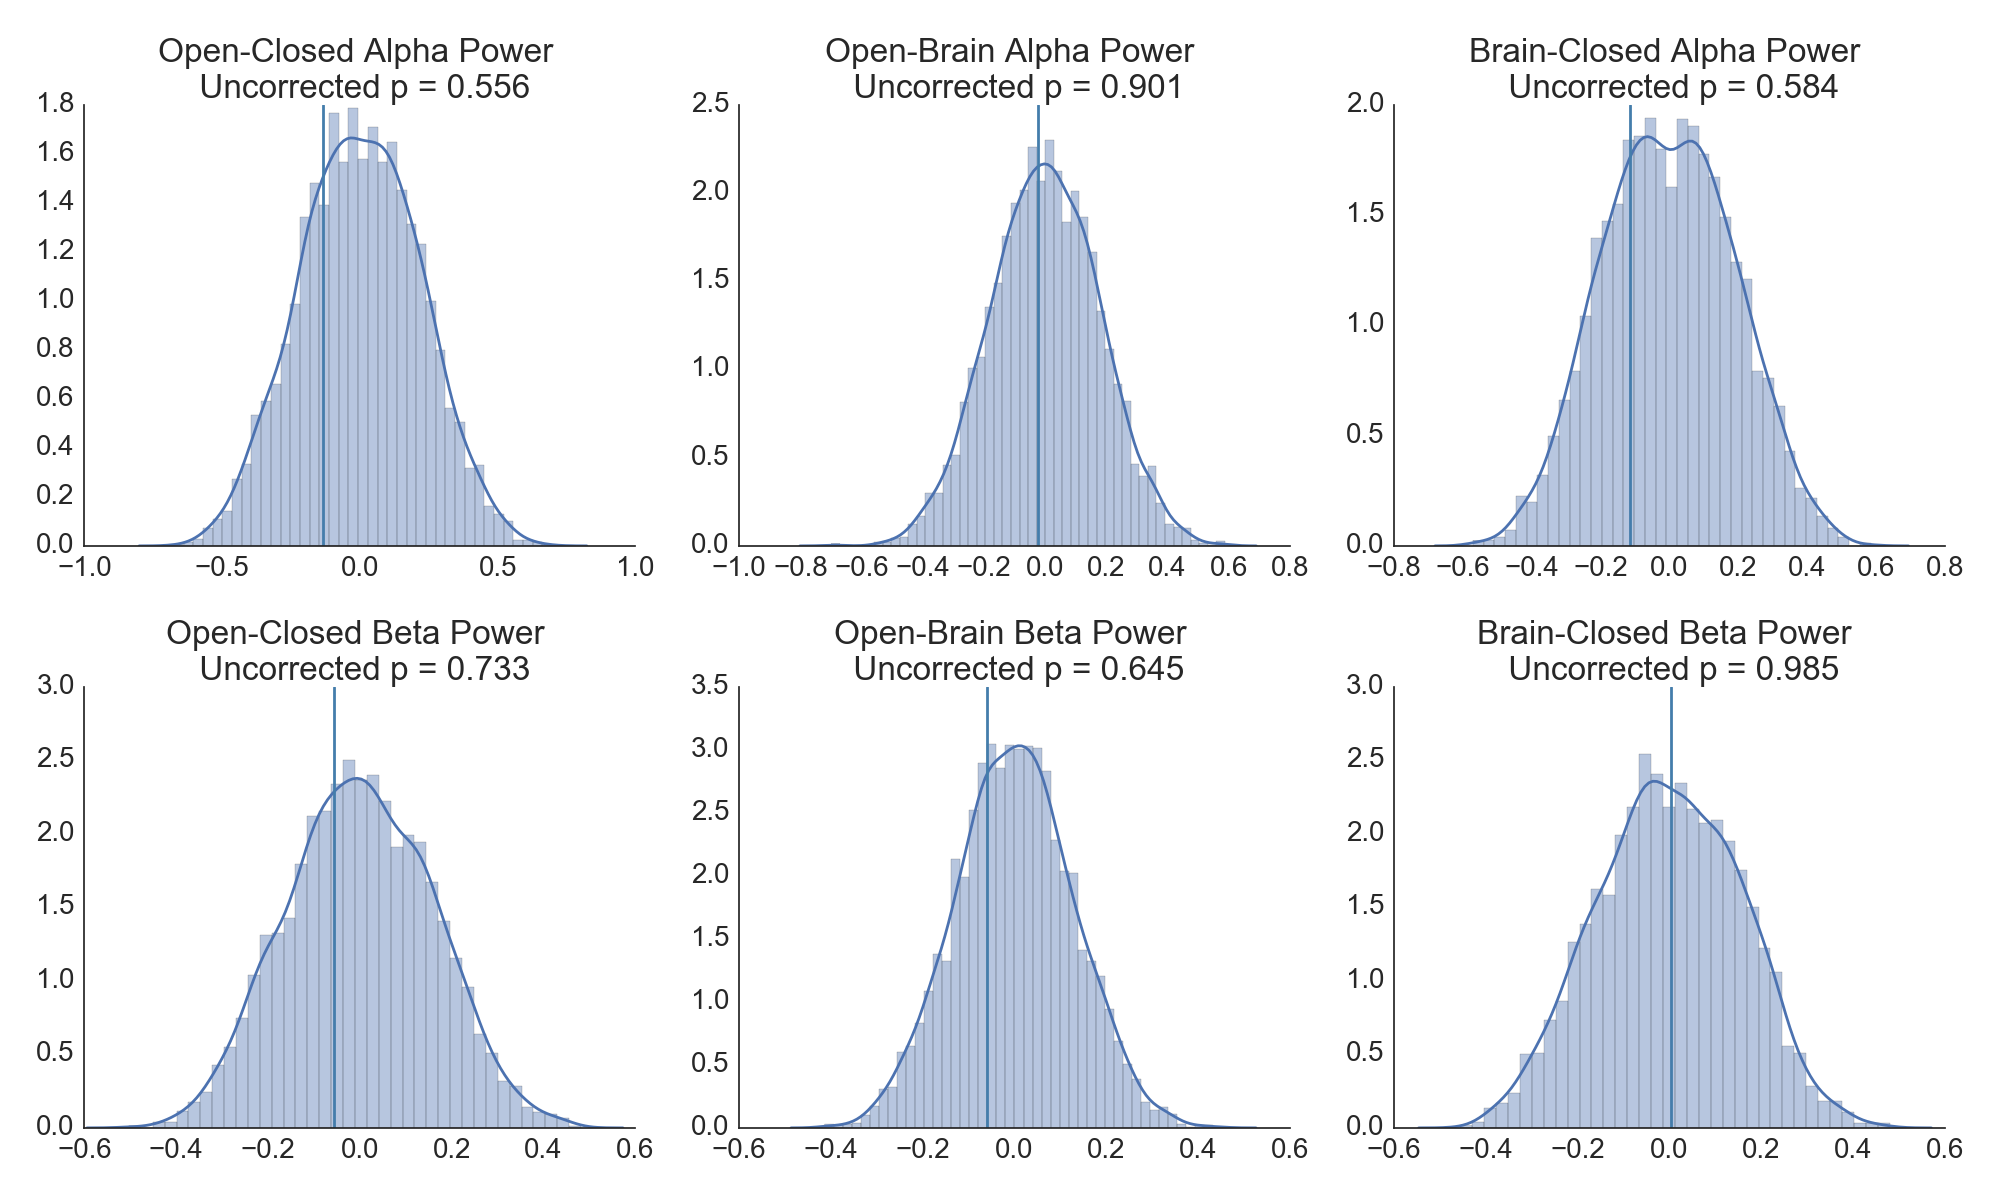 Open-Closed Alpha Power
Uncorrected p = 0.556
1.8
1.6
1.4
1.2
1.0
0.8
0.6
0.4
0.2
0.0
−1.0 −0.5 0.0 0.5 1.0
Open-Brain Alpha Power
Uncorrected p = 0.901
2.5
2.0
1.5
1.0
0.5
0.0
−1.0 −0.8 −0.6 −0.4 −0.2 0.0 0.2 0.4 0.6 0.8
Brain-Closed Alpha Power
Uncorrected p = 0.584
2.0
1.5
1.0
0.5
0.0
−0.8 −0.6 −0.4 −0.2 0.0 0.2 0.4 0.6 0.8
Open-Closed Beta Power
Uncorrected p = 0.733
3.0
2.5
2.0
1.5
1.0
0.5
0.0
−0.6 −0.4 −0.2 0.0 0.2 0.4 0.6
Open-Brain Beta Power
Uncorrected p = 0.645
3.5
3.0
2.5
2.0
1.5
1.0
0.5
0.0
−0.6 −0.4 −0.2 0.0 0.2 0.4 0.6
Brain-Closed Beta Power
Uncorrected p = 0.985
3.0
2.5
2.0
1.5
1.0
0.5
0.0
−0.6 −0.4 −0.2 0.0 0.2 0.4 0.6